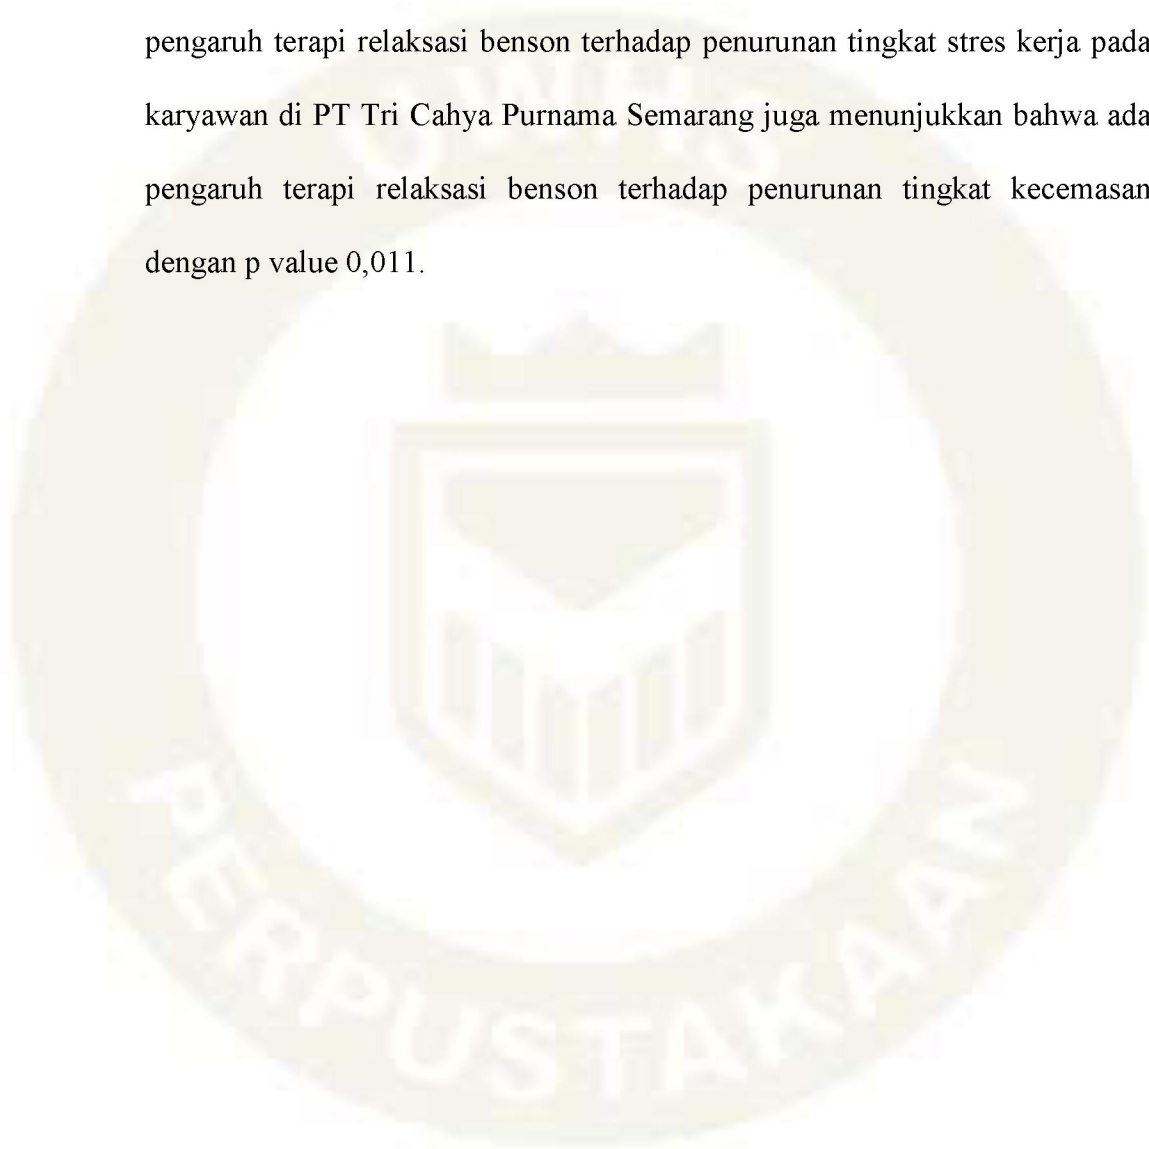 pengaruh terapi relaksasi benson terhadap penurunan tingkat stres kerja pada
karyawan di PT Tri Cahya Purnama Semarang juga menunjukkan bahwa ada
pengaruh terapi relaksasi benson terhadap penurunan tingkat kecemasan
dengan p value 0,011.
UWHS
PERPUSTAKAAN